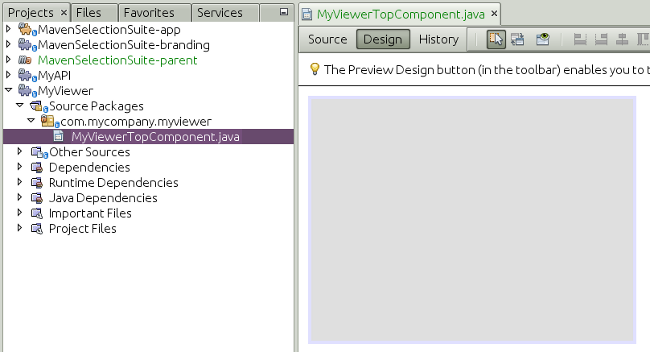 Projects × Files Favorites Services
MavenSelectionSuite-app
MavenSelectionSuite-branding
MavenSelectionSuite-parent
MyAPI
MyViewer
Source Packages
com.mycompany.myviewer
MyViewerTopComponent.java
Other Sources
Dependencies
Runtime Dependencies
Java Dependencies
Important Files
Project Files
MyViewerTopComponent.java ×
Source Design History
The Preview Design button (in the toolbar) enables you to t